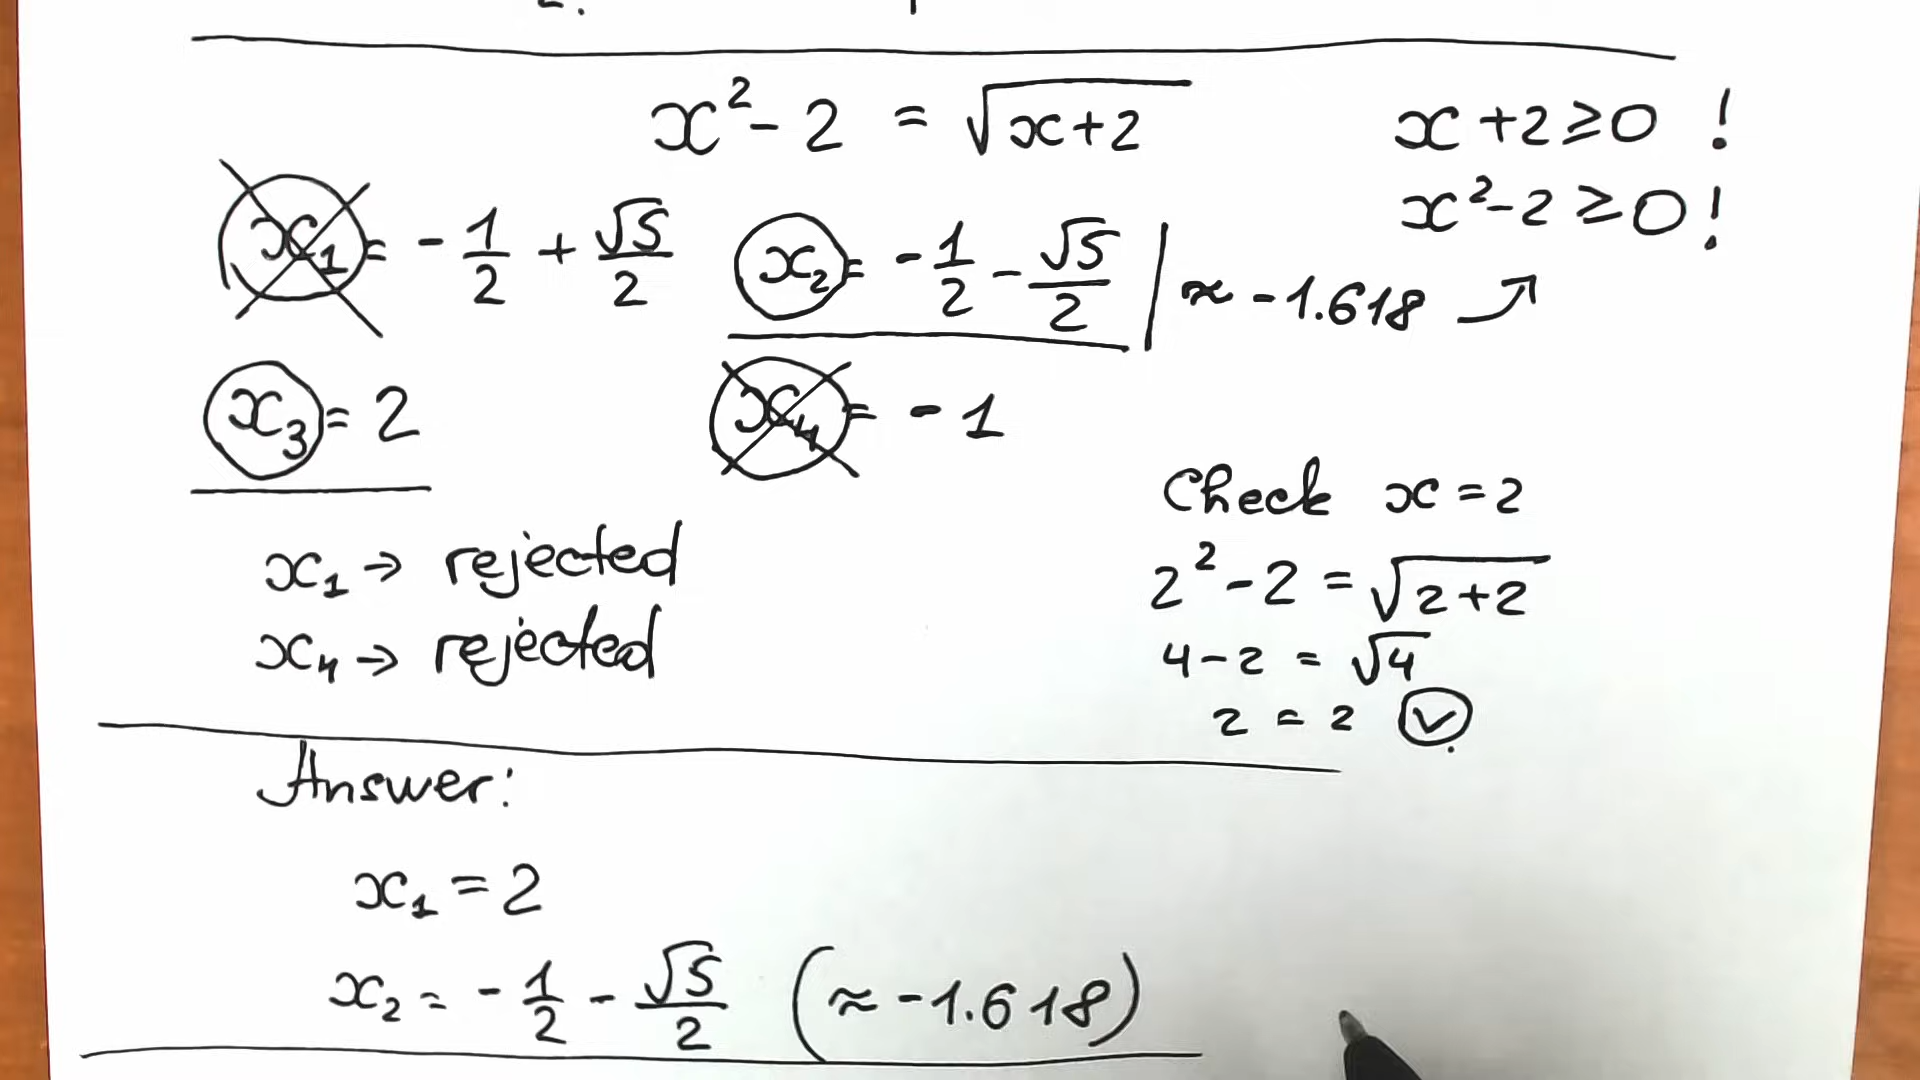 x² - 2 = √(x+2)
x + 2 ≥ 0 !
x² - 2 ≥ 0 !
x₁ = - 1/2 + √5/2
x₂ = - 1/2 - √5/2 | ≈ -1.618
x₃ = 2
x₄ = - 1
x₁ → rejected
x₄ → rejected
Check x = 2
2² - 2 = √(2+2)
4 - 2 = √4
2 = 2 ✓
Answer:
x₁ = 2
x₂ = - 1/2 - √5/2 (≈ -1.618)